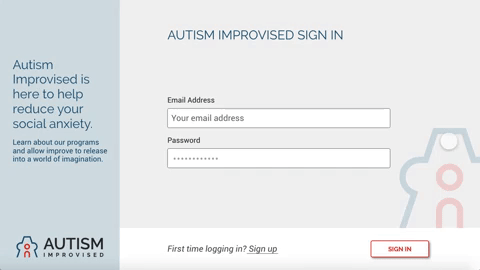 AUTISM IMPROVISED SIGN IN
Autism
Improvised is
here to help
reduce your
social anxiety.
Learn about our programs
and allow improve to release
into a world of imagination.
Email Address
Your email address
Password
************
AUTISM
IMPROVISED
First time logging in? Sign up
SIGN IN